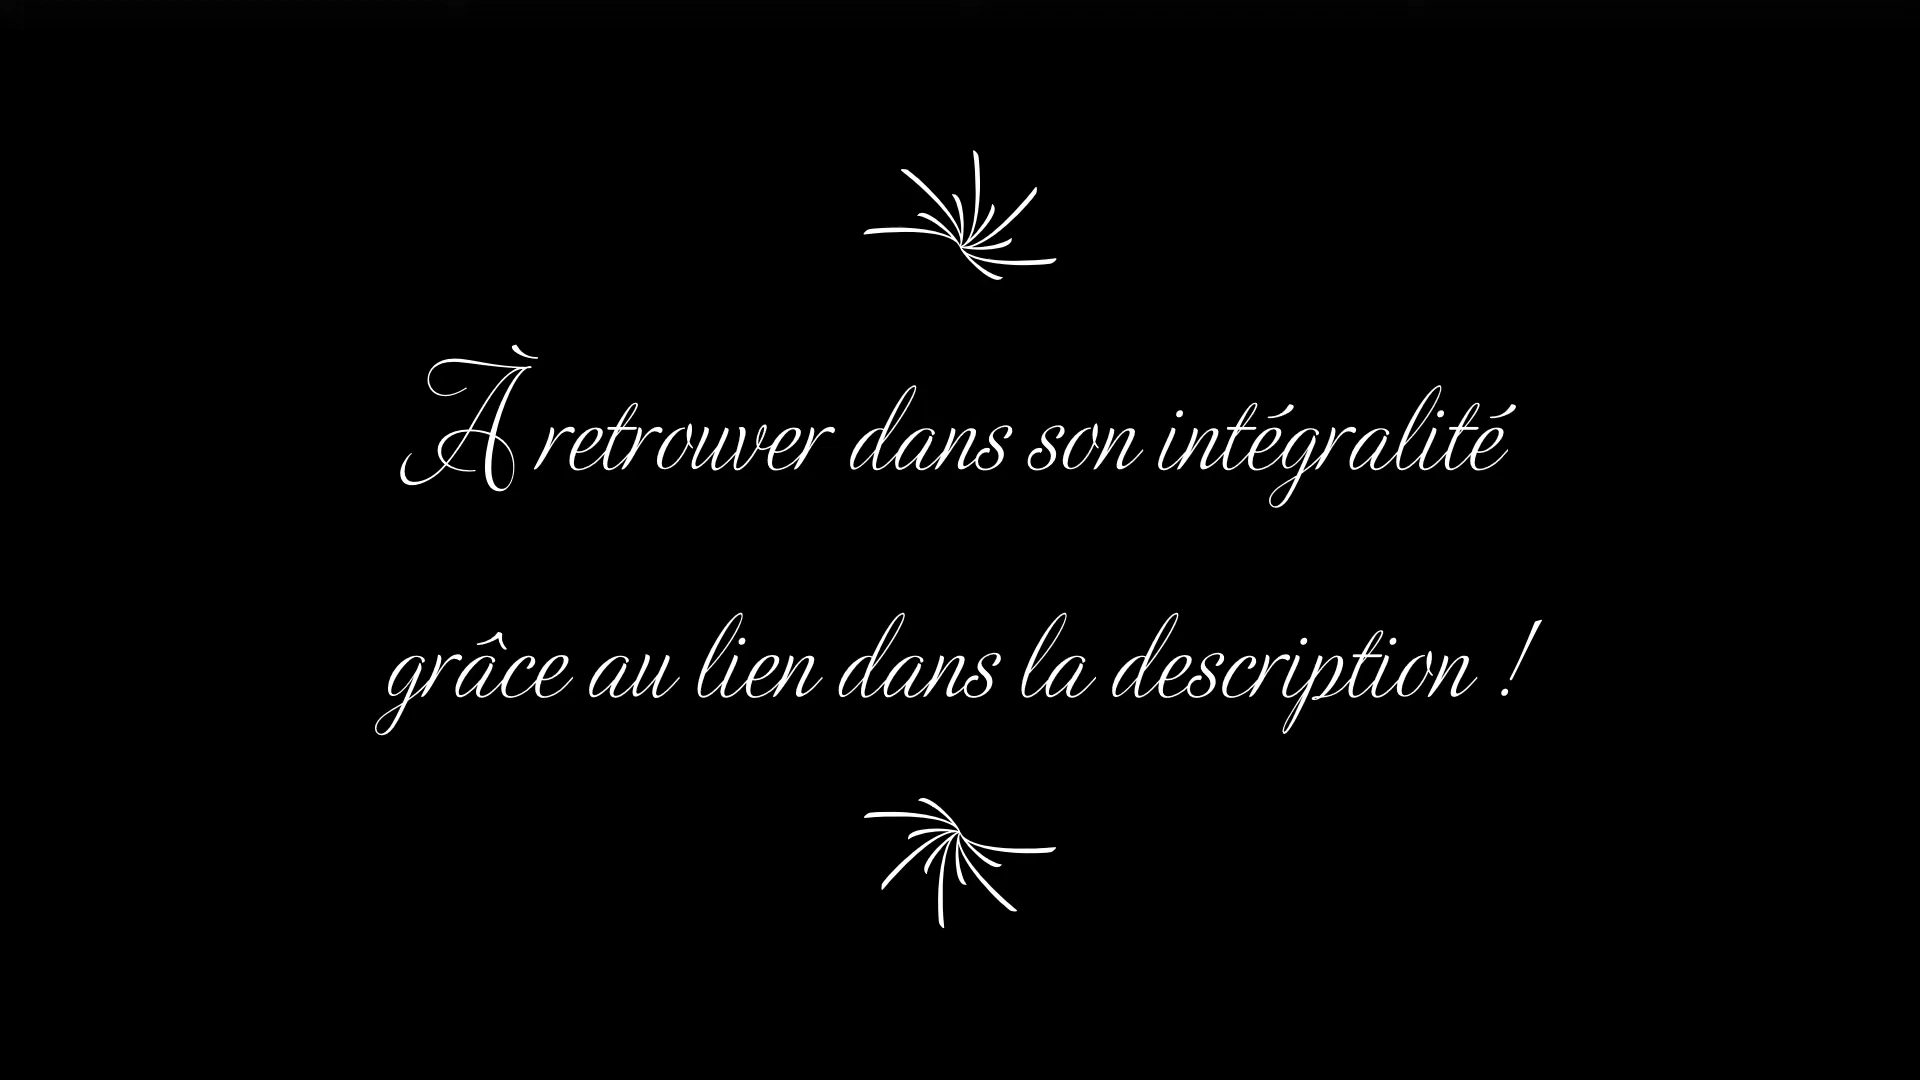 À retrouver dans son intégralité
grâce au lien dans la description !